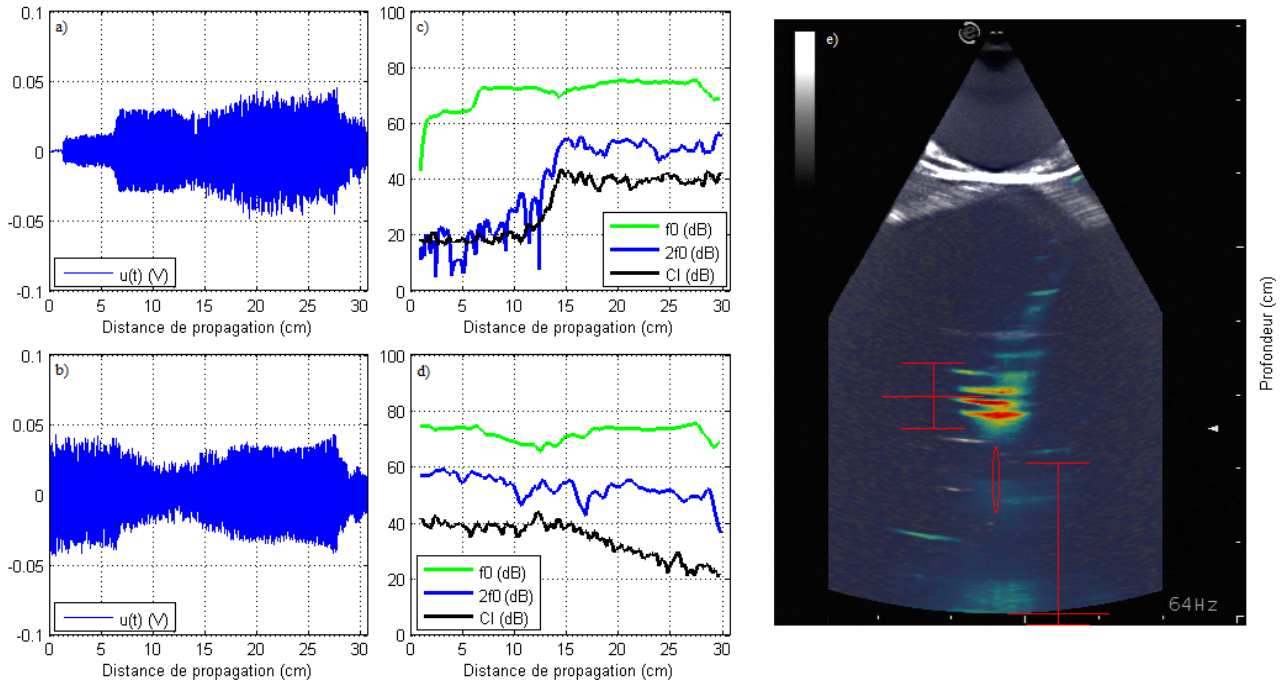 a)
0.1
0.05
0
-0.05
-0.1
u(t) (V)
0 5 10 15 20 25 30
Distance de propagation (cm)
c)
100
80
60
40
20
0
f0 (dB)
2f0 (dB)
CI (dB)
0 5 10 15 20 25 30
Distance de propagation (cm)
b)
0.1
0.05
0
-0.05
-0.1
u(t) (V)
0 5 10 15 20 25 30
Distance de propagation (cm)
d)
100
80
60
40
20
0
f0 (dB)
2f0 (dB)
CI (dB)
0 5 10 15 20 25 30
Distance de propagation (cm)
e)
64Hz
Profondeur (cm)